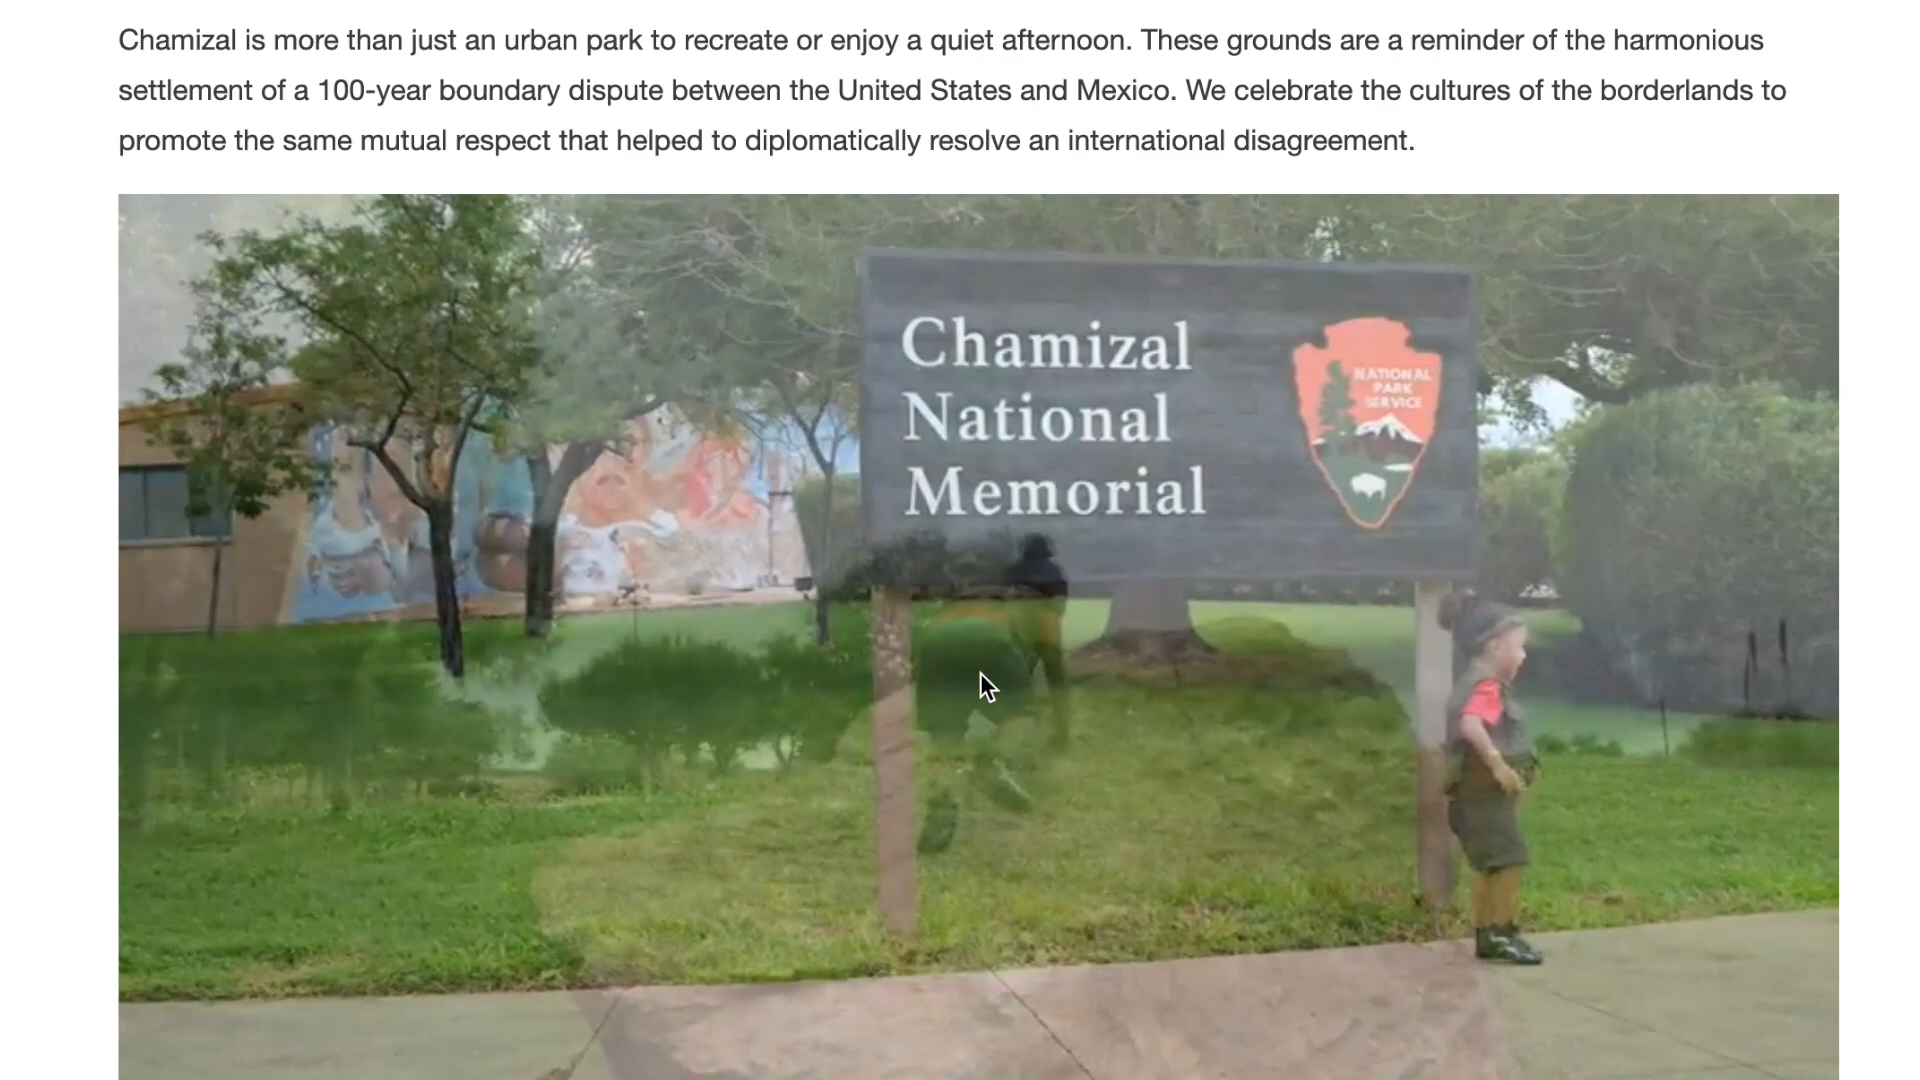 Chamizal is more than just an urban park to recreate or enjoy a quiet afternoon. These grounds are a reminder of the harmonious
settlement of a 100-year boundary dispute between the United States and Mexico. We celebrate the cultures of the borderlands to
promote the same mutual respect that helped to diplomatically resolve an international disagreement.
Chamizal
National
Memorial
NATIONAL
PARK
SERVICE